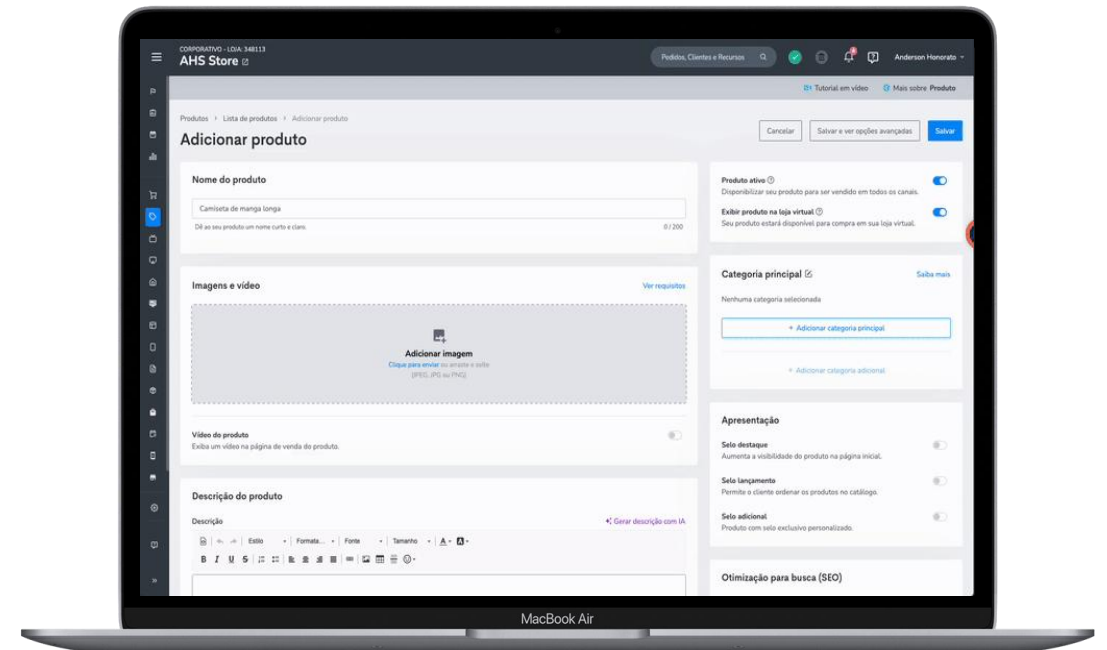 CORPORATIVO - LOJA: 348113
AHS Store
Pedidos, Clientes e Recursos
Anderson Honorato
Tutorial em vídeo
Mais sobre Produto
Produtos > Lista de produtos > Adicionar produto
Adicionar produto
Cancelar
Salvar e ver opções avançadas
Salvar
Nome do produto
Camiseta de manga longa
Dê ao seu produto um nome curto e claro.
0 / 200
Imagens e vídeo
Ver requisitos
Adicionar imagem
Clique para enviar ou arraste e solte
(JPEG, JPG ou PNG)
Vídeo do produto
Exiba um vídeo na página de venda do produto.
Descrição do produto
Descrição
Gerar descrição com IA
Estilo
Formata...
Fonte
Tamanho
A
A
B I U S
Produto ativo
Disponibilizar seu produto para ser vendido em todos os canais.
Exibir produto na loja virtual
Seu produto estará disponível para compra em sua loja virtual.
Categoria principal
Saiba mais
Nenhuma categoria selecionada
+ Adicionar categoria principal
+ Adicionar categoria adicional
Apresentação
Selo destaque
Aumenta a visibilidade do produto na página inicial.
Selo lançamento
Permite o cliente ordenar os produtos no catálogo.
Selo adicional
Produto com selo exclusivo personalizado.
Otimização para busca (SEO)
MacBook Air